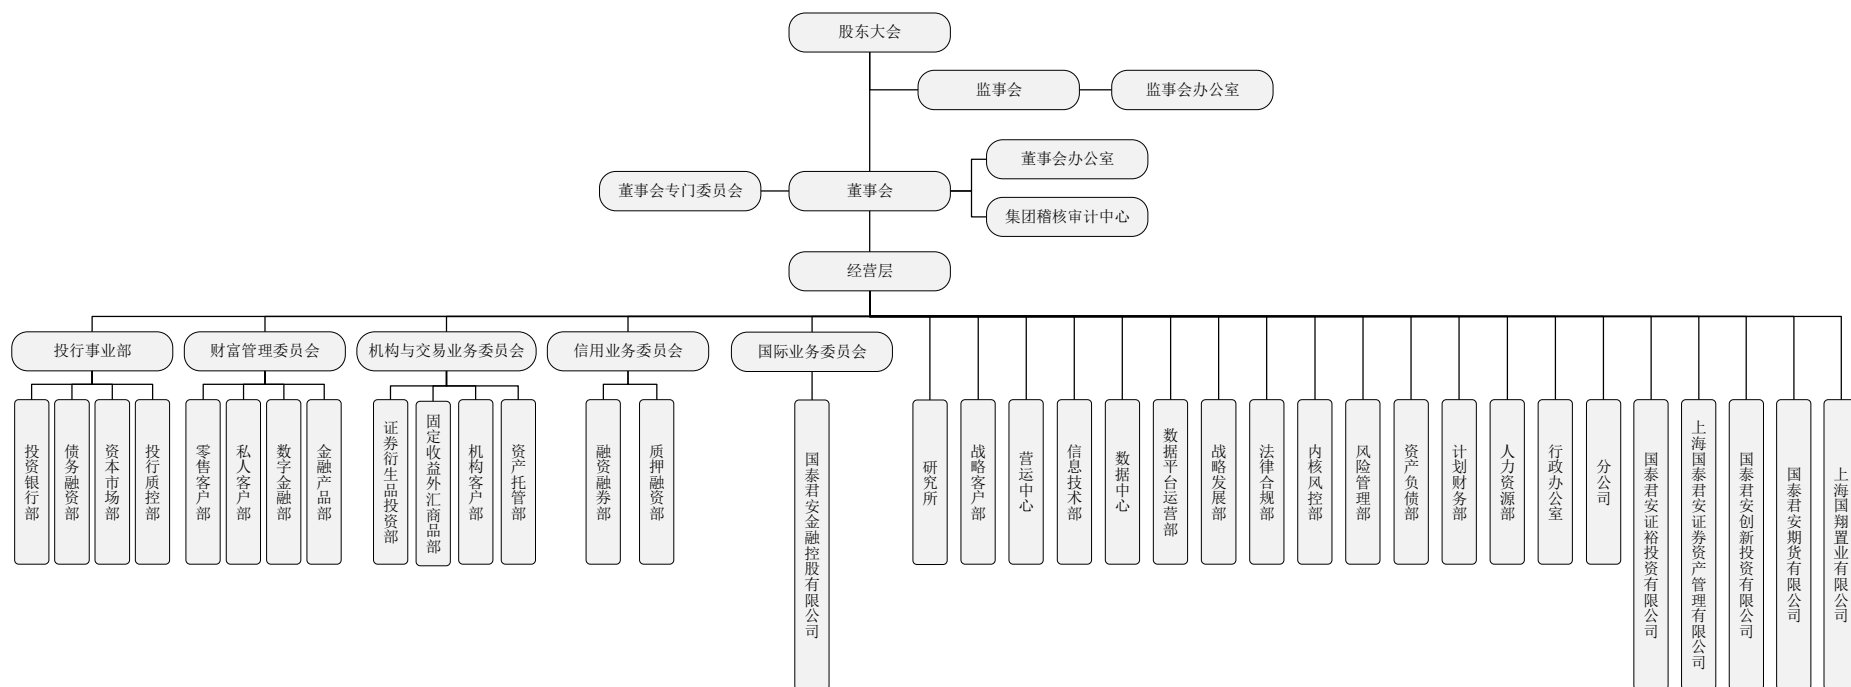 股东大会
监事会
监事会办公室
董事会办公室
董事会专门委员会
董事会
集团稽核审计中心
经营层
投行事业部
财富管理委员会
机构与交易业务委员会
信用业务委员会
国际业务委员会
投资银行部
债务融资部
资本市场部
投行质控部
零售客户部
私人客户部
数字金融部
金融产品部
证券衍生品投资部
固定收益外汇商品部
机构客户部
资产托管部
融资融券部
质押融资部
国泰君安金融控股有限公司
研究所
战略客户部
营运中心
信息技术部
数据中心
数据平台运营部
战略发展部
法律合规部
内核风控部
风险管理部
资产负债部
计划财务部
人力资源部
行政办公室
分公司
国泰君安证裕投资有限公司
上海国泰君安证券资产管理有限公司
国泰君安创新投资有限公司
国泰君安期货有限公司
上海国翔置业有限公司